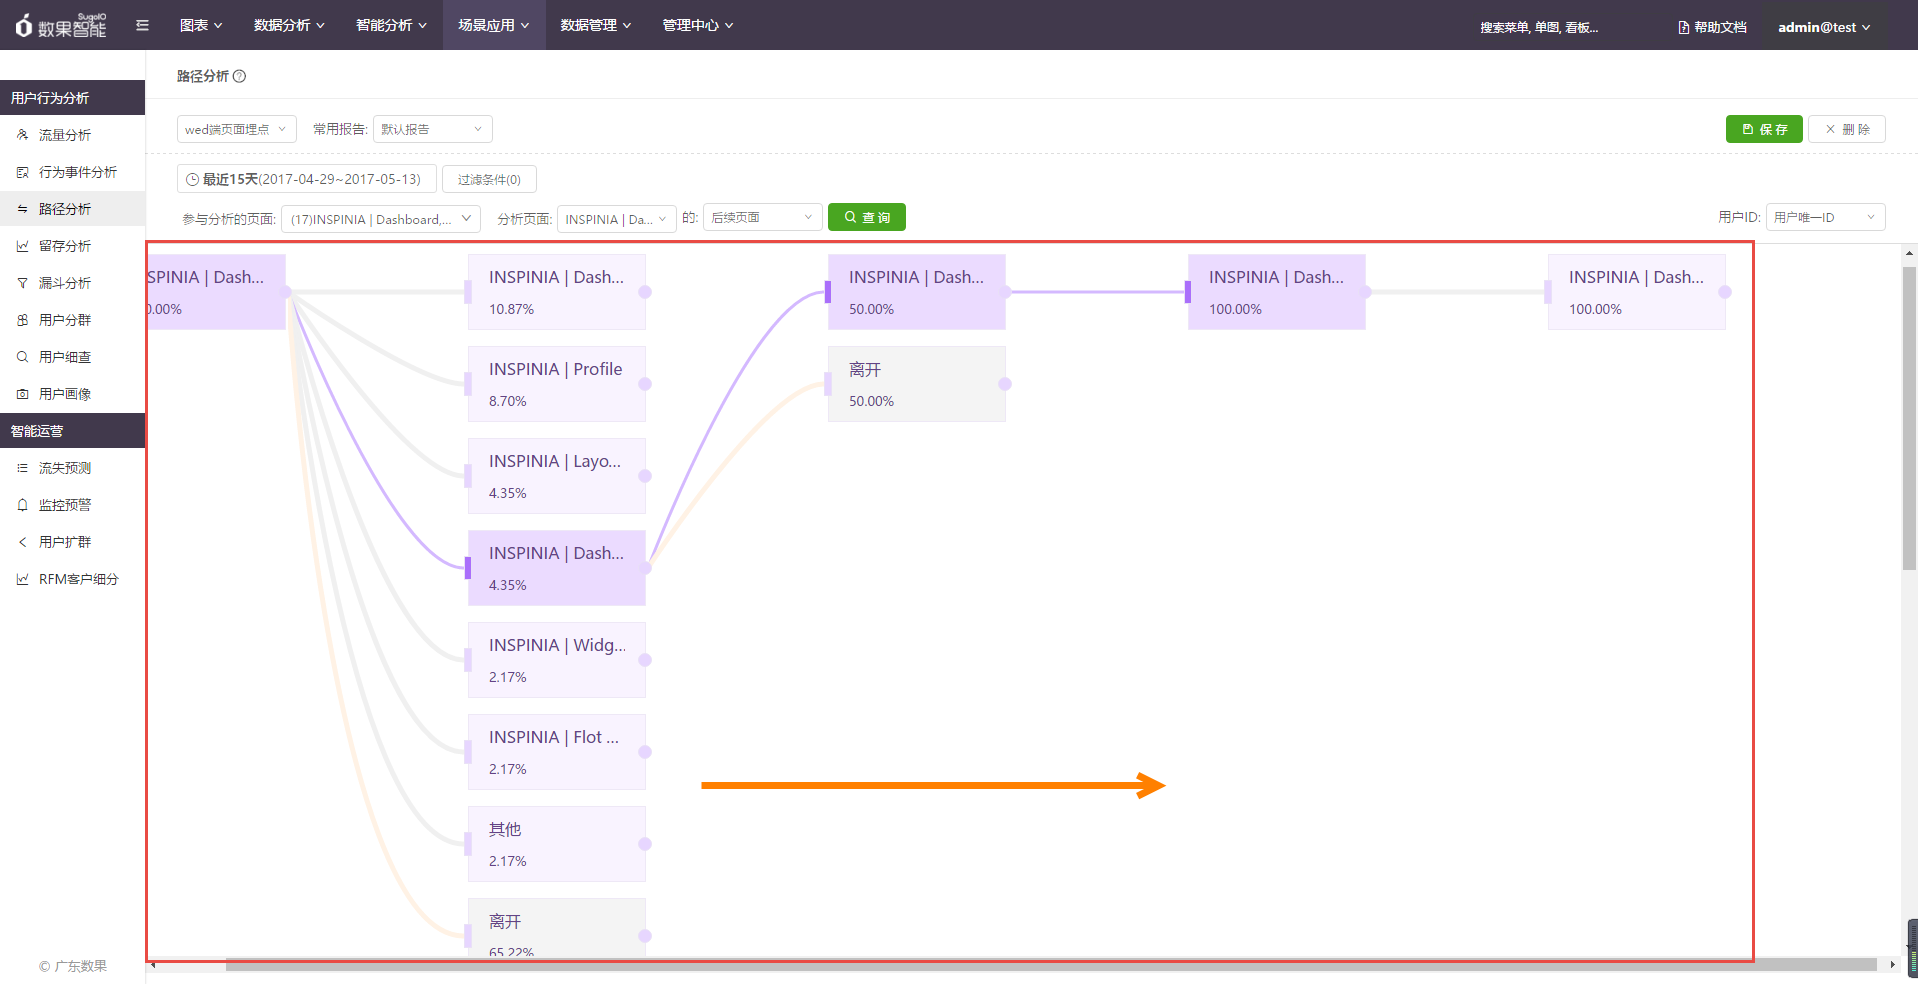 SugoIO
数果智能
图表
数据分析
智能分析
场景应用
数据管理
管理中心
搜索菜单, 单图, 看板...
帮助文档
admin@test
用户行为分析
流量分析
行为事件分析
路径分析
留存分析
漏斗分析
用户分群
用户细查
用户画像
智能运营
流失预测
监控预警
用户扩群
RFM客户细分
© 广东数果
路径分析
wed端页面埋点
常用报告:
默认报告
保存
删除
最近15天(2017-04-29~2017-05-13)
过滤条件(0)
参与分析的页面:
(17)INSPINIA | Dashboard,...
分析页面:
INSPINIA | Da...
的:
后续页面
查询
用户ID:
用户唯一ID
SPINIA | Dash...
0.00%
INSPINIA | Dash...
10.87%
INSPINIA | Profile
8.70%
INSPINIA | Layo...
4.35%
INSPINIA | Dash...
4.35%
INSPINIA | Widg...
2.17%
INSPINIA | Flot ...
2.17%
其他
2.17%
离开
65.22%
INSPINIA | Dash...
50.00%
离开
50.00%
INSPINIA | Dash...
100.00%
INSPINIA | Dash...
100.00%